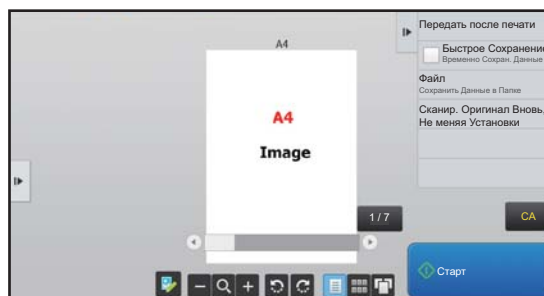 A4
A4
Image
1 / 7
Передать после печати
Быстрое Сохранение
Временно Сохран. Данные
Файл
Сохранить Данные в Папке
Сканир. Оригинал Вновь,
Не меняя Установки
CA
Старт